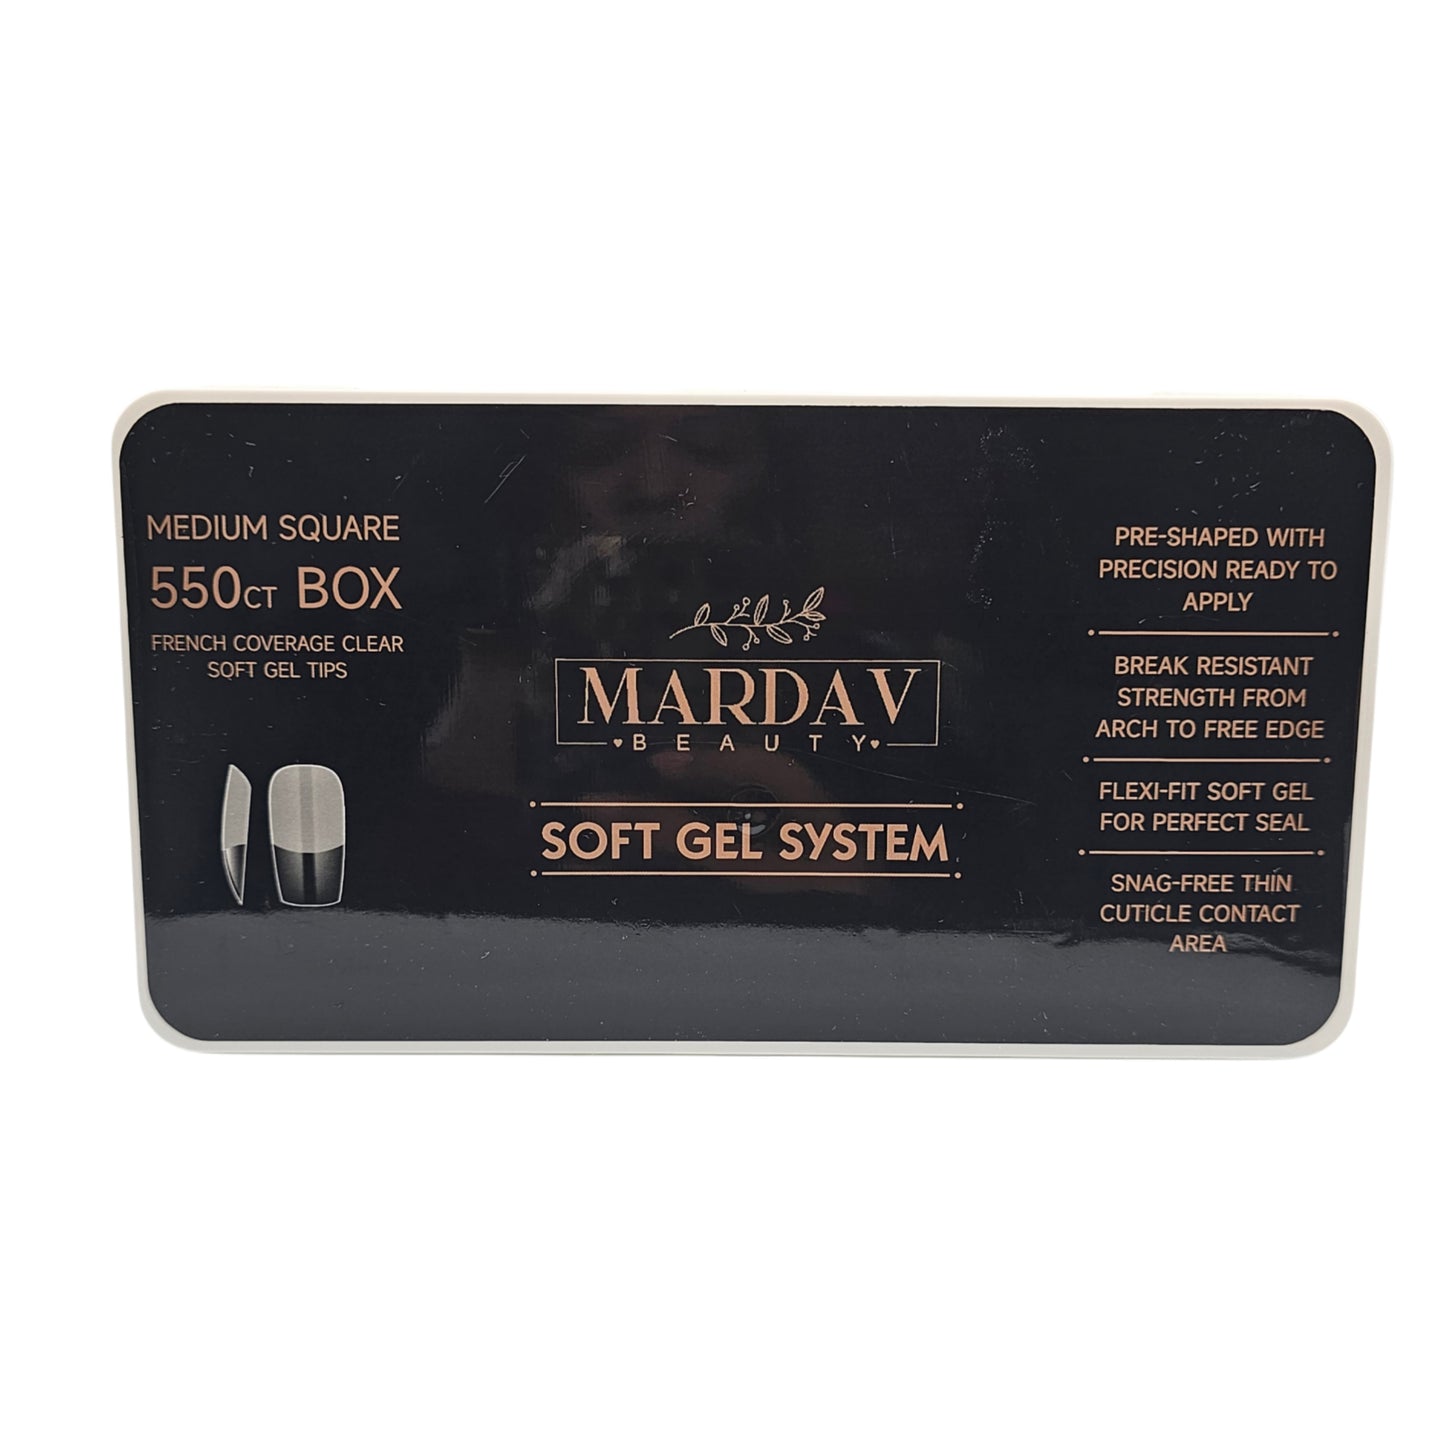 MEDIUM SQUARE
550CT BOX
FRENCH COVERAGE CLEAR
SOFT GEL TIPS
MARDAV
BEAUTY
SOFT GEL SYSTEM
PRE-SHAPED WITH
PRECISION READY TO
APPLY
BREAK RESISTANT
STRENGTH FROM
ARCH TO FREE EDGE
FLEXI-FIT SOFT GEL
FOR PERFECT SEAL
SNAG-FREE THIN
CUTICLE CONTACT
AREA